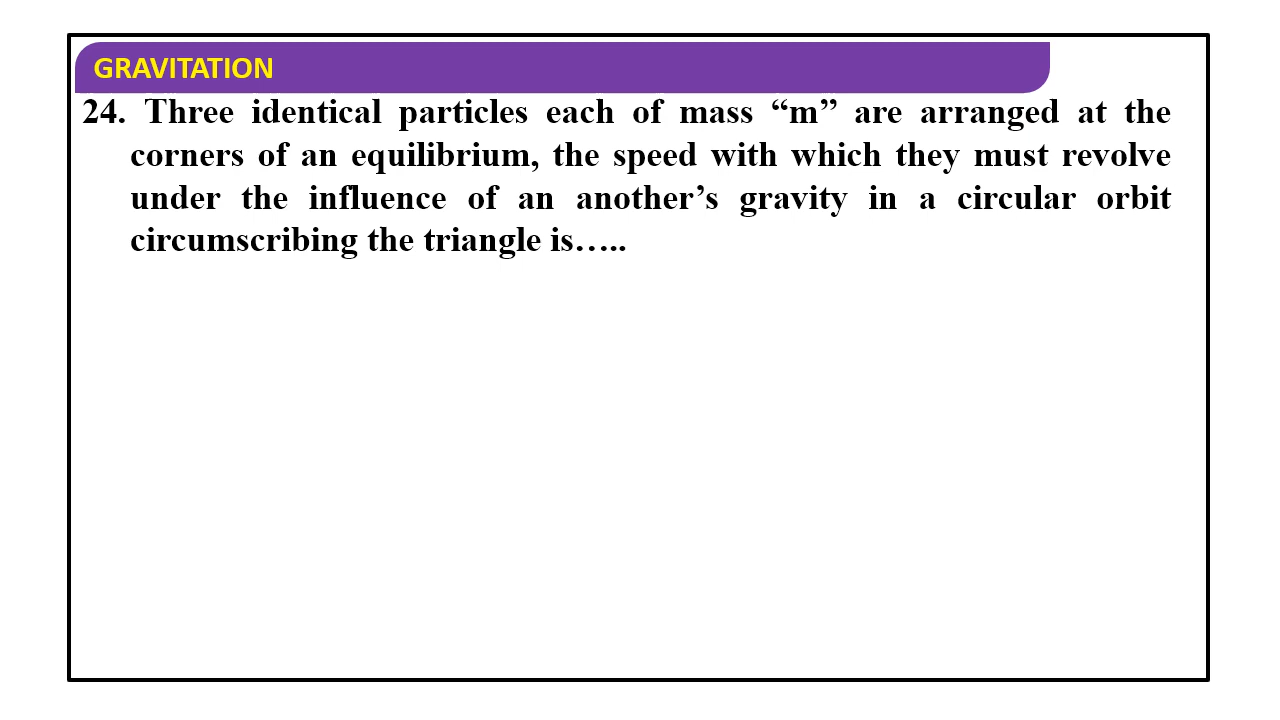 GRAVITATION
24. Three identical particles each of mass “m” are arranged at the
corners of an equilibrium, the speed with which they must revolve
under the influence of an another’s gravity in a circular orbit
circumscribing the triangle is…..